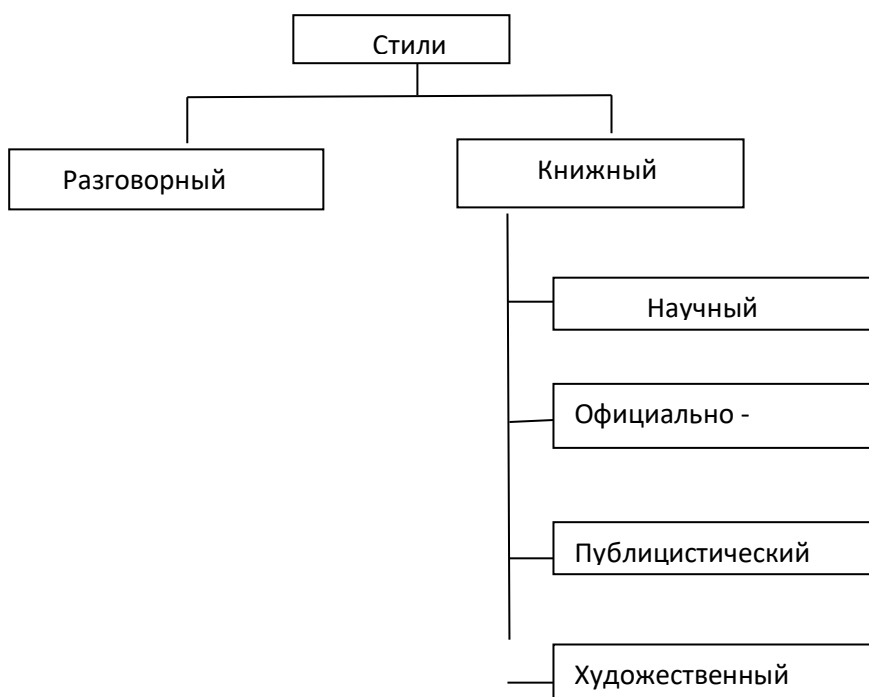 Стили
Разговорный
Книжный
Научный
Официально -
Публицистический
Художественный